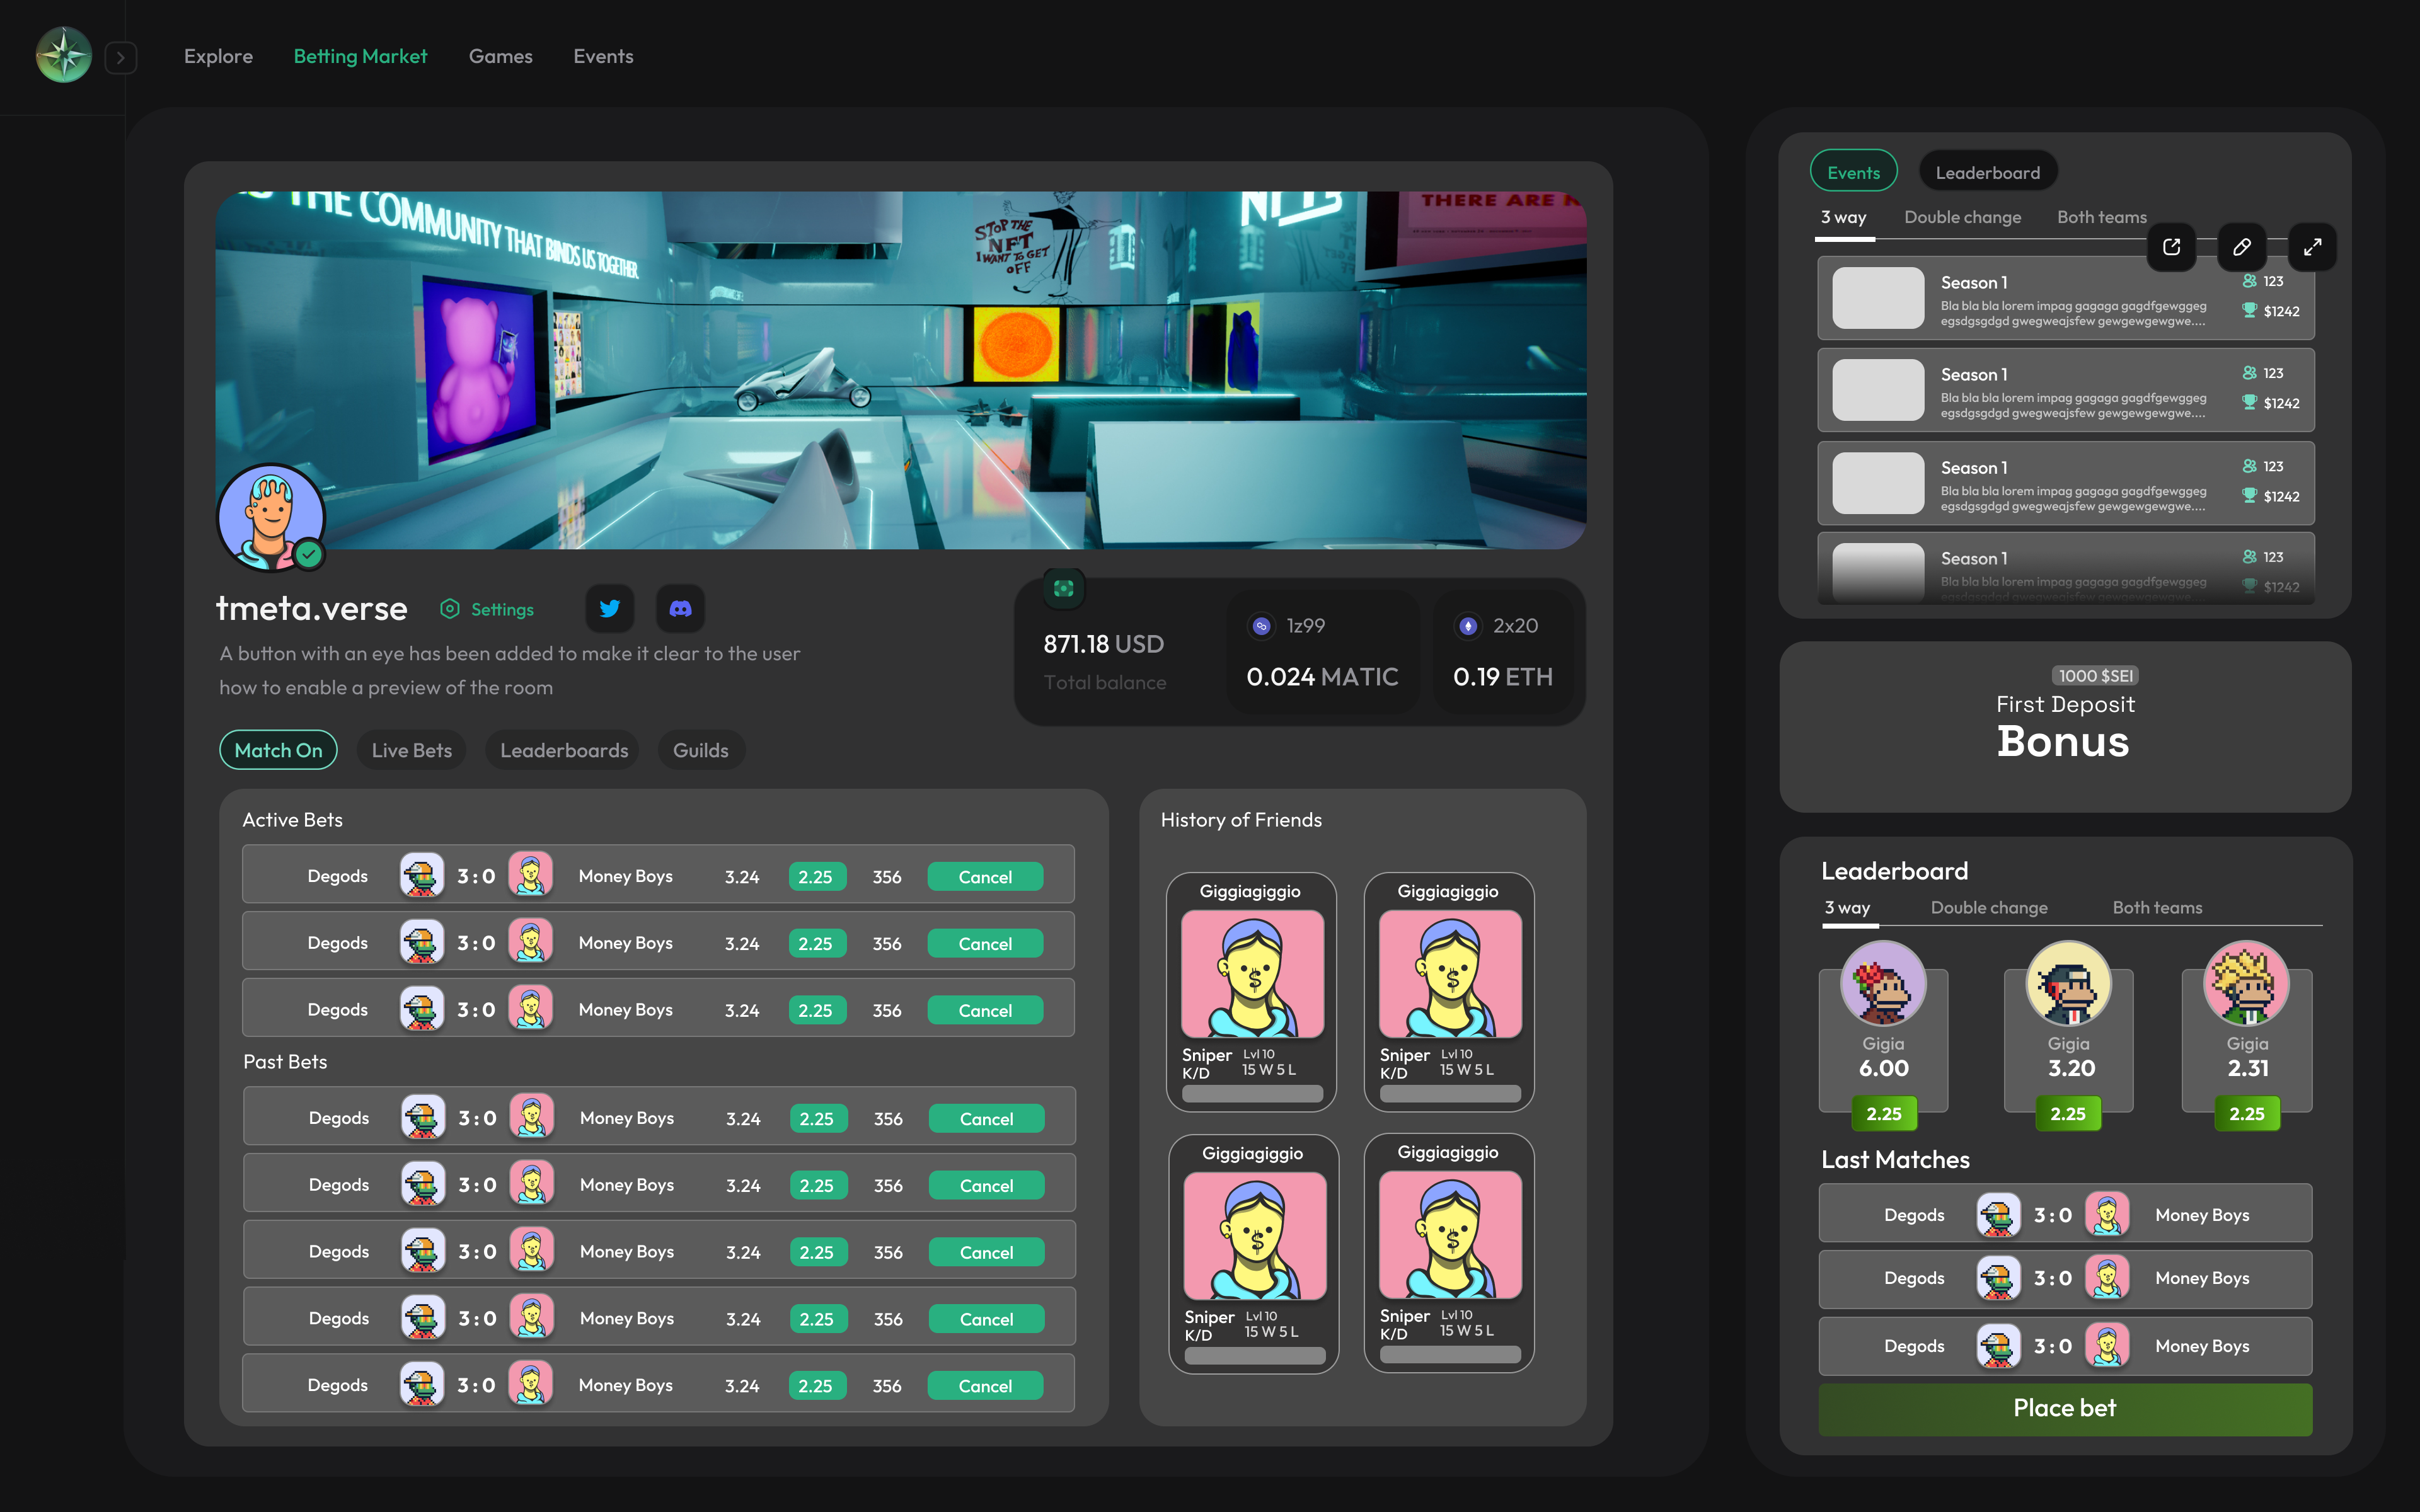 Explore
Betting Market
Games
Events
THE COMMUNITY THAT BINDS US TOGETHER
STOP THE
NFT
I WANT TO GET
OFF
THERE ARE
tmeta.verse
Settings
A button with an eye has been added to make it clear to the user
how to enable a preview of the room
871.18 USD
Total balance
1z99
0.024 MATIC
2x20
0.19 ETH
Match On
Live Bets
Leaderboards
Guilds
Active Bets
Degods 3 : 0 Money Boys 3.24 2.25 356 Cancel
Degods 3 : 0 Money Boys 3.24 2.25 356 Cancel
Degods 3 : 0 Money Boys 3.24 2.25 356 Cancel
Past Bets
Degods 3 : 0 Money Boys 3.24 2.25 356 Cancel
Degods 3 : 0 Money Boys 3.24 2.25 356 Cancel
Degods 3 : 0 Money Boys 3.24 2.25 356 Cancel
Degods 3 : 0 Money Boys 3.24 2.25 356 Cancel
Degods 3 : 0 Money Boys 3.24 2.25 356 Cancel
History of Friends
Giggiagiggio
Sniper Lvl 10
K/D 15 W 5 L
Giggiagiggio
Sniper Lvl 10
K/D 15 W 5 L
Giggiagiggio
Sniper Lvl 10
K/D 15 W 5 L
Giggiagiggio
Sniper Lvl 10
K/D 15 W 5 L
Events
Leaderboard
3 way
Double change
Both teams
Season 1 123
Bla bla bla lorem impag gagaga gagdfgewggeg $1242
egsdgsgdgd gwegweajsfew gewgewgewgwe....
Season 1 123
Bla bla bla lorem impag gagaga gagdfgewggeg $1242
egsdgsgdgd gwegweajsfew gewgewgewgwe....
Season 1 123
Bla bla bla lorem impag gagaga gagdfgewggeg $1242
egsdgsgdgd gwegweajsfew gewgewgewgwe....
Season 1 123
Bla bla bla lorem impag gagaga gagdfgewggeg $1242
egsdgsgdgd gwegweajsfew gewgewgewgwe....
1000 $SEI
First Deposit
Bonus
Leaderboard
3 way
Double change
Both teams
Gigia
6.00
2.25
Gigia
3.20
2.25
Gigia
2.31
2.25
Last Matches
Degods 3 : 0 Money Boys
Degods 3 : 0 Money Boys
Degods 3 : 0 Money Boys
Place bet